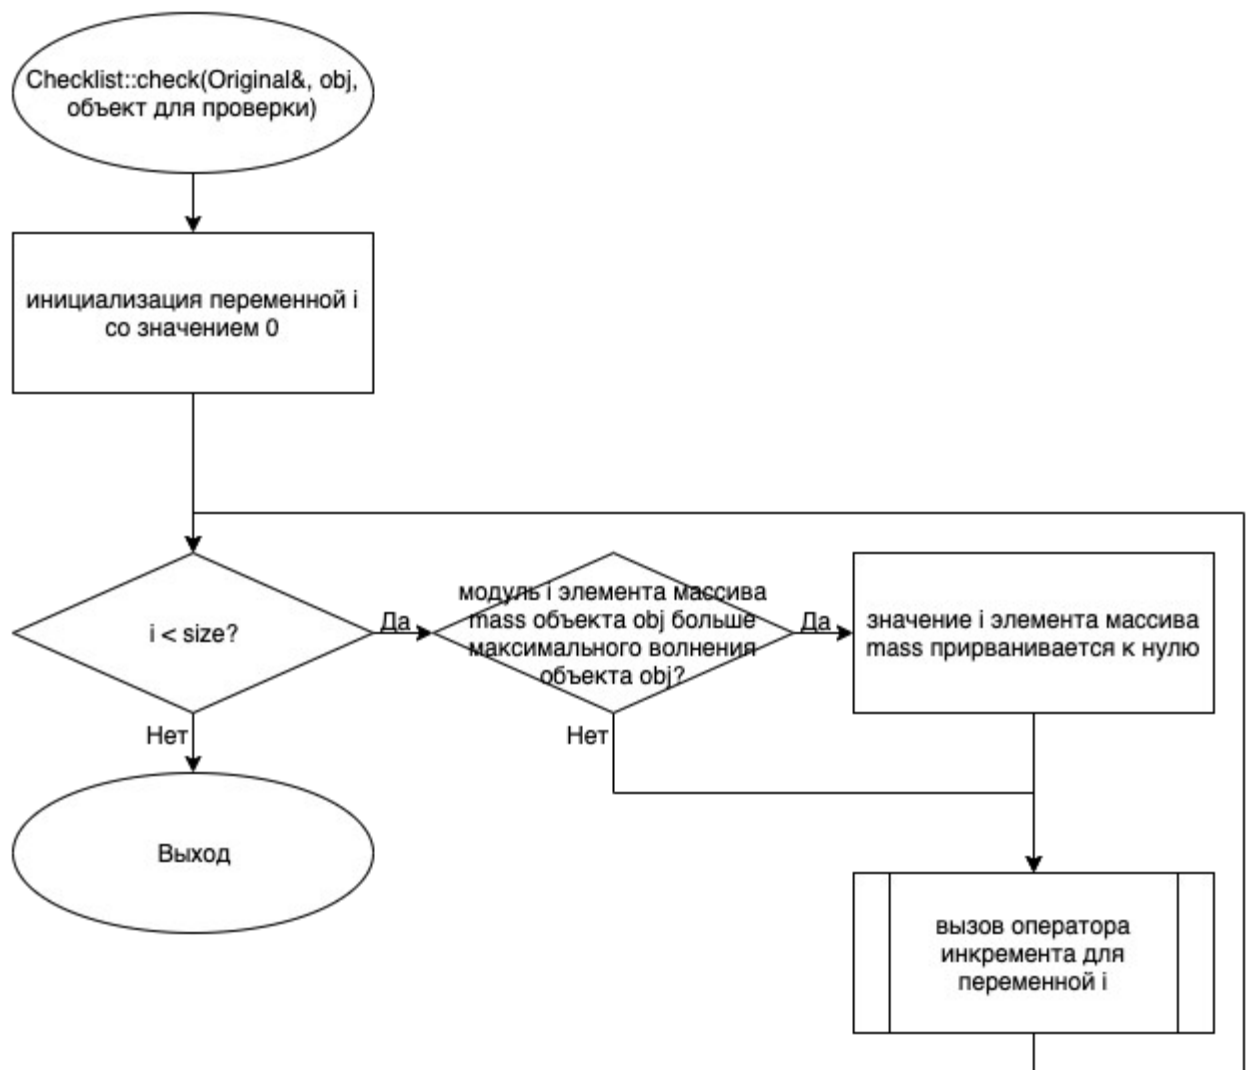 Checklist::check(Original&, obj,
объект для проверки)
инициализация переменной i
со значением 0
i < size?
Да
модуль i элемента массива
mass объекта obj больше
максимального волнения
объекта obj?
Да
значение i элемента массива
mass прирванивается к нулю
Нет
Нет
Выход
вызов оператора
инкремента для
переменной i